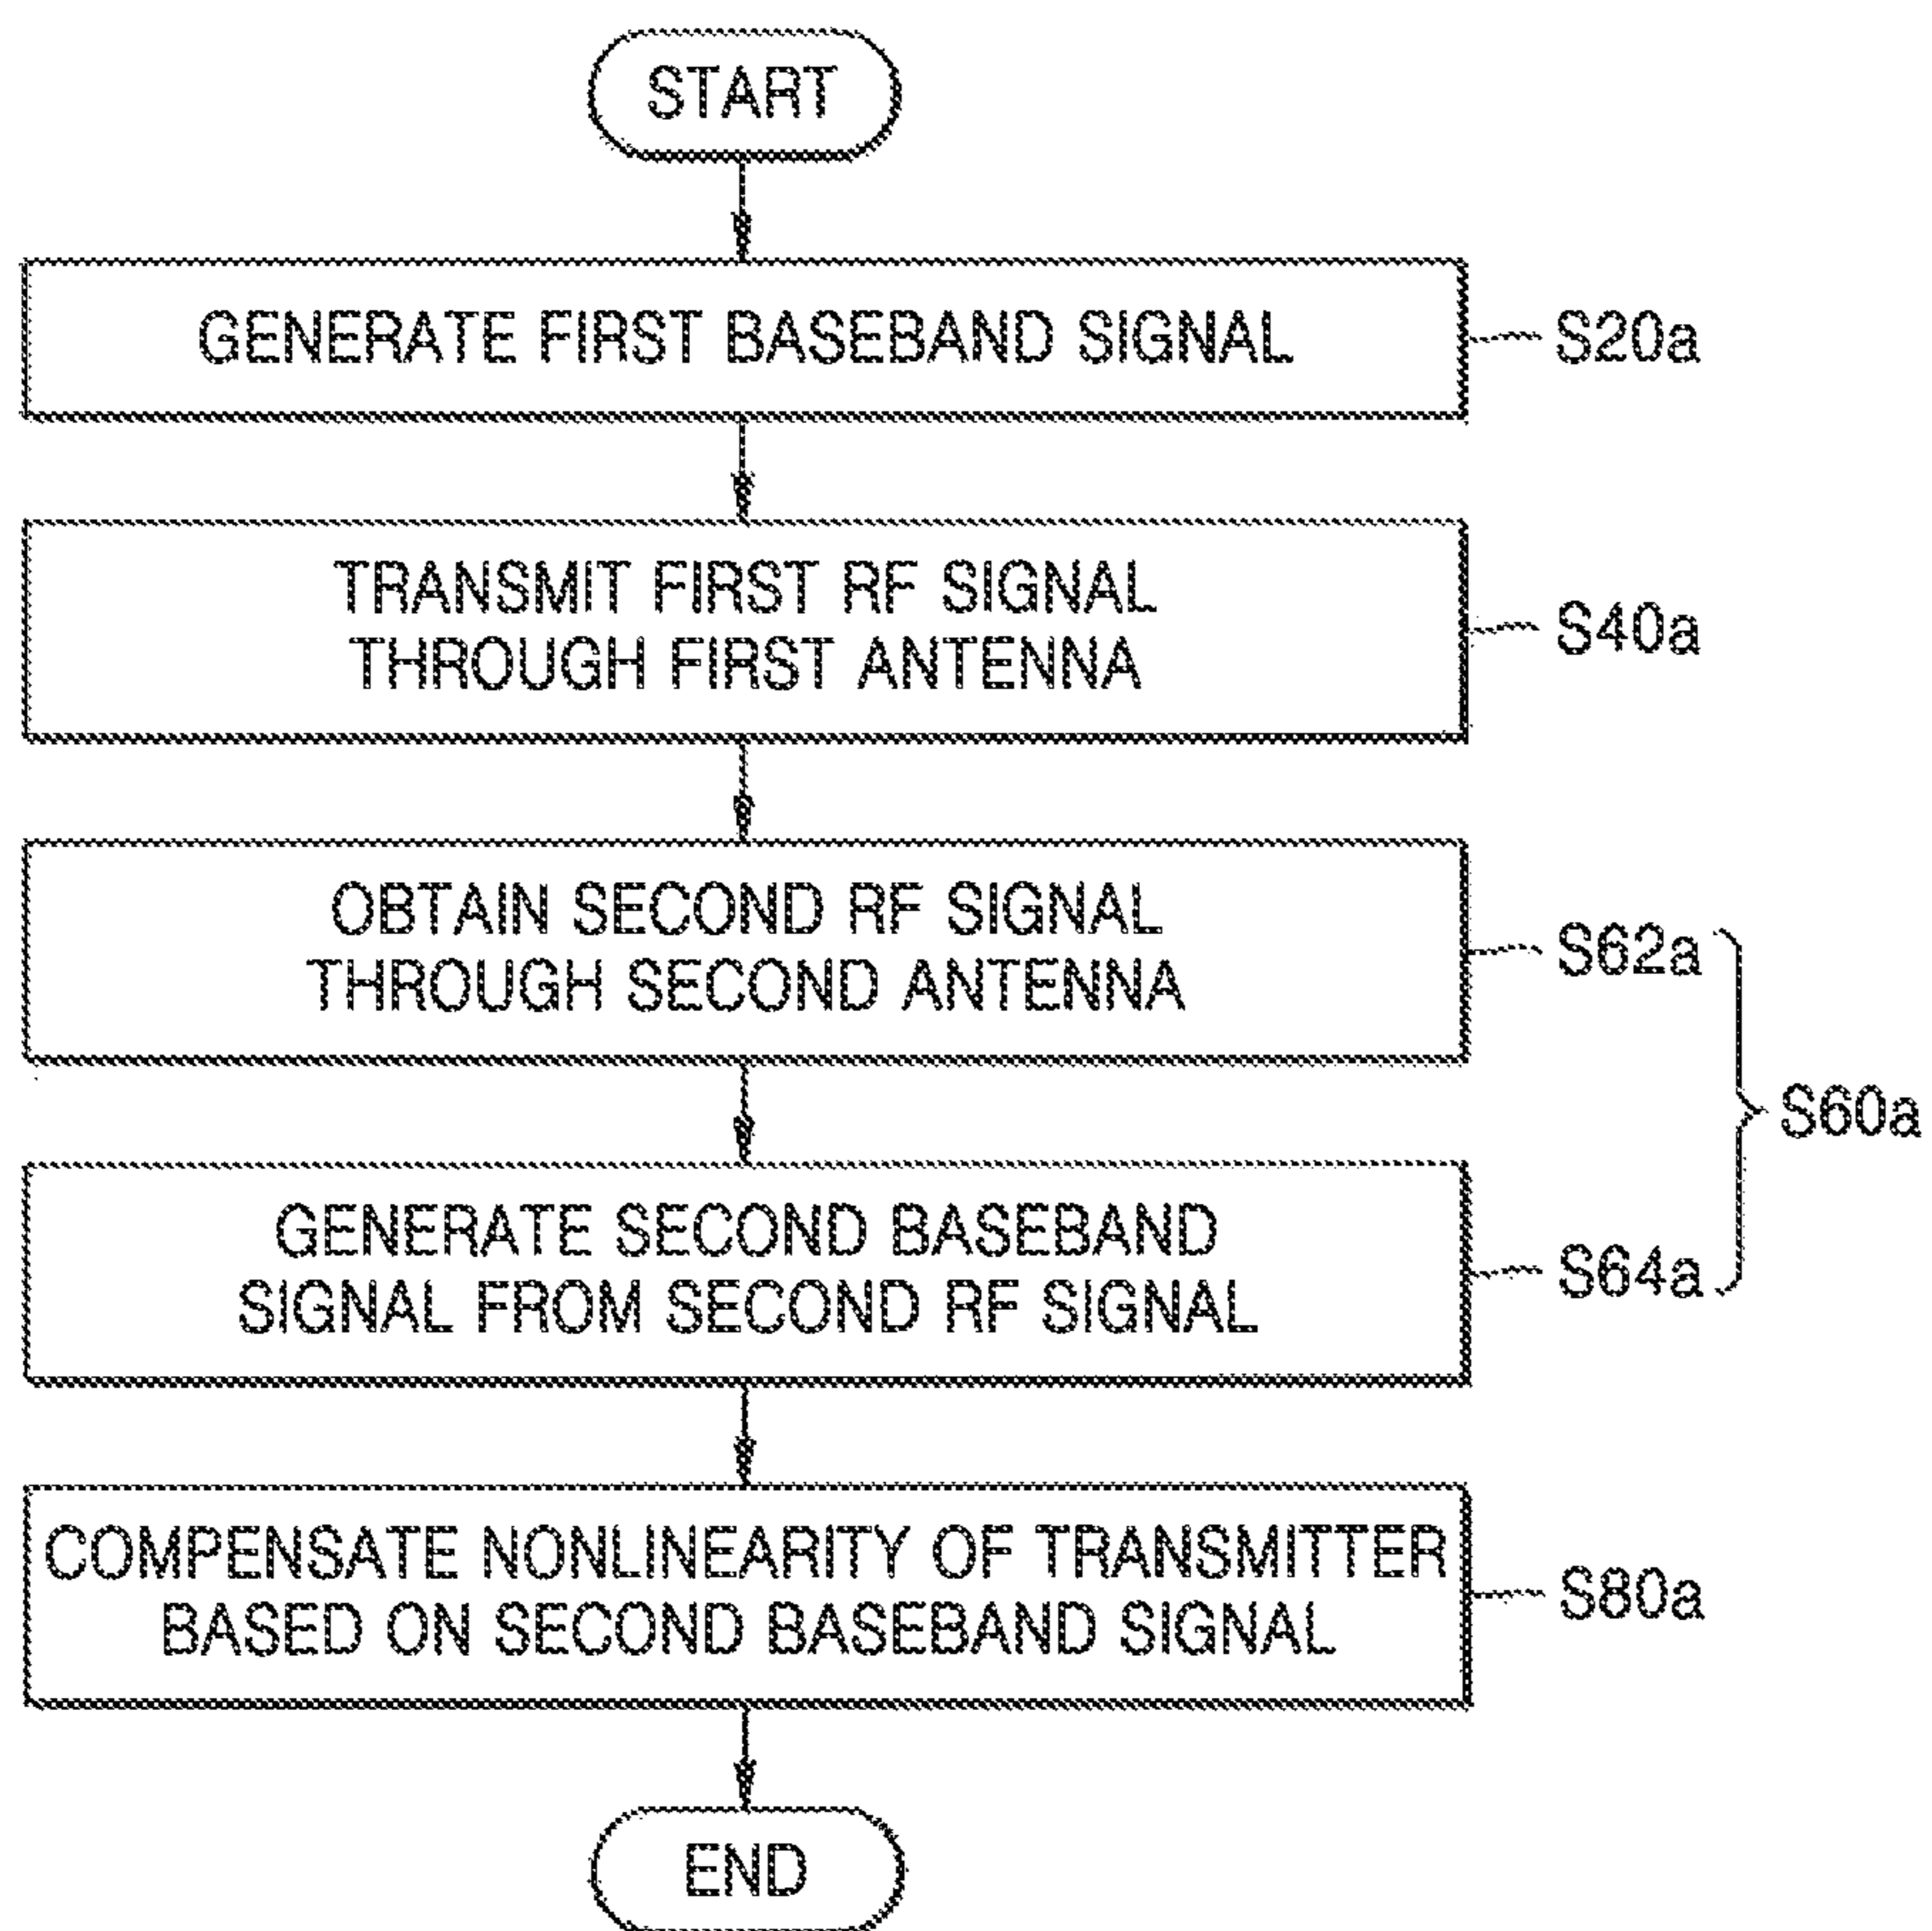 START
GENERATE FIRST BASEBAND SIGNAL
S20a
TRANSMIT FIRST RF SIGNAL
THROUGH FIRST ANTENNA
S40a
OBTAIN SECOND RF SIGNAL
THROUGH SECOND ANTENNA
S62a
S60a
GENERATE SECOND BASEBAND
SIGNAL FROM SECOND RF SIGNAL
S64a
COMPENSATE NONLINEARITY OF TRANSMITTER
BASED ON SECOND BASEBAND SIGNAL
S80a
END